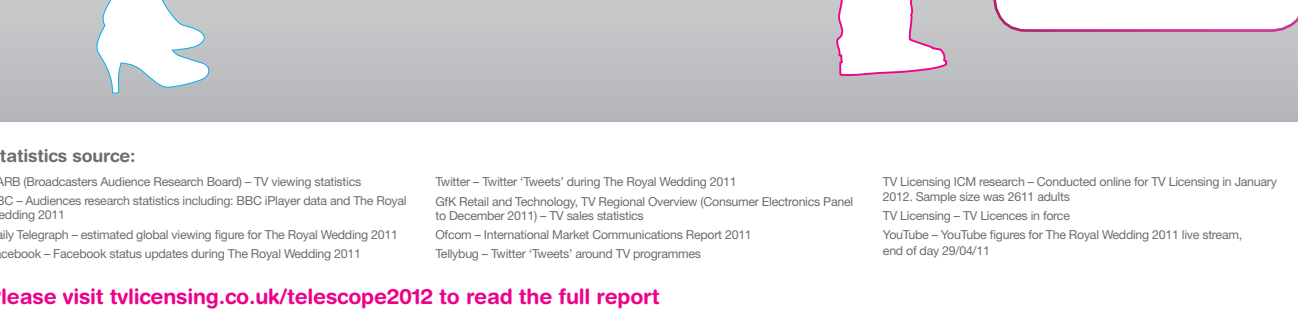 tatistics source:
ARB (Broadcasters Audience Research Board) – TV viewing statistics
BC – Audiences research statistics including: BBC iPlayer data and The Royal
edding 2011
aily Telegraph – estimated global viewing figure for The Royal Wedding 2011
acebook – Facebook status updates during The Royal Wedding 2011
Twitter – Twitter ‘Tweets’ during The Royal Wedding 2011
GfK Retail and Technology, TV Regional Overview (Consumer Electronics Panel
to December 2011) – TV sales statistics
Ofcom – International Market Communications Report 2011
Tellybug – Twitter ‘Tweets’ around TV programmes
TV Licensing ICM research – Conducted online for TV Licensing in January
2012. Sample size was 2611 adults
TV Licensing – TV Licences in force
YouTube – YouTube figures for The Royal Wedding 2011 live stream,
end of day 29/04/11
Please visit tvlicensing.co.uk/telescope2012 to read the full report